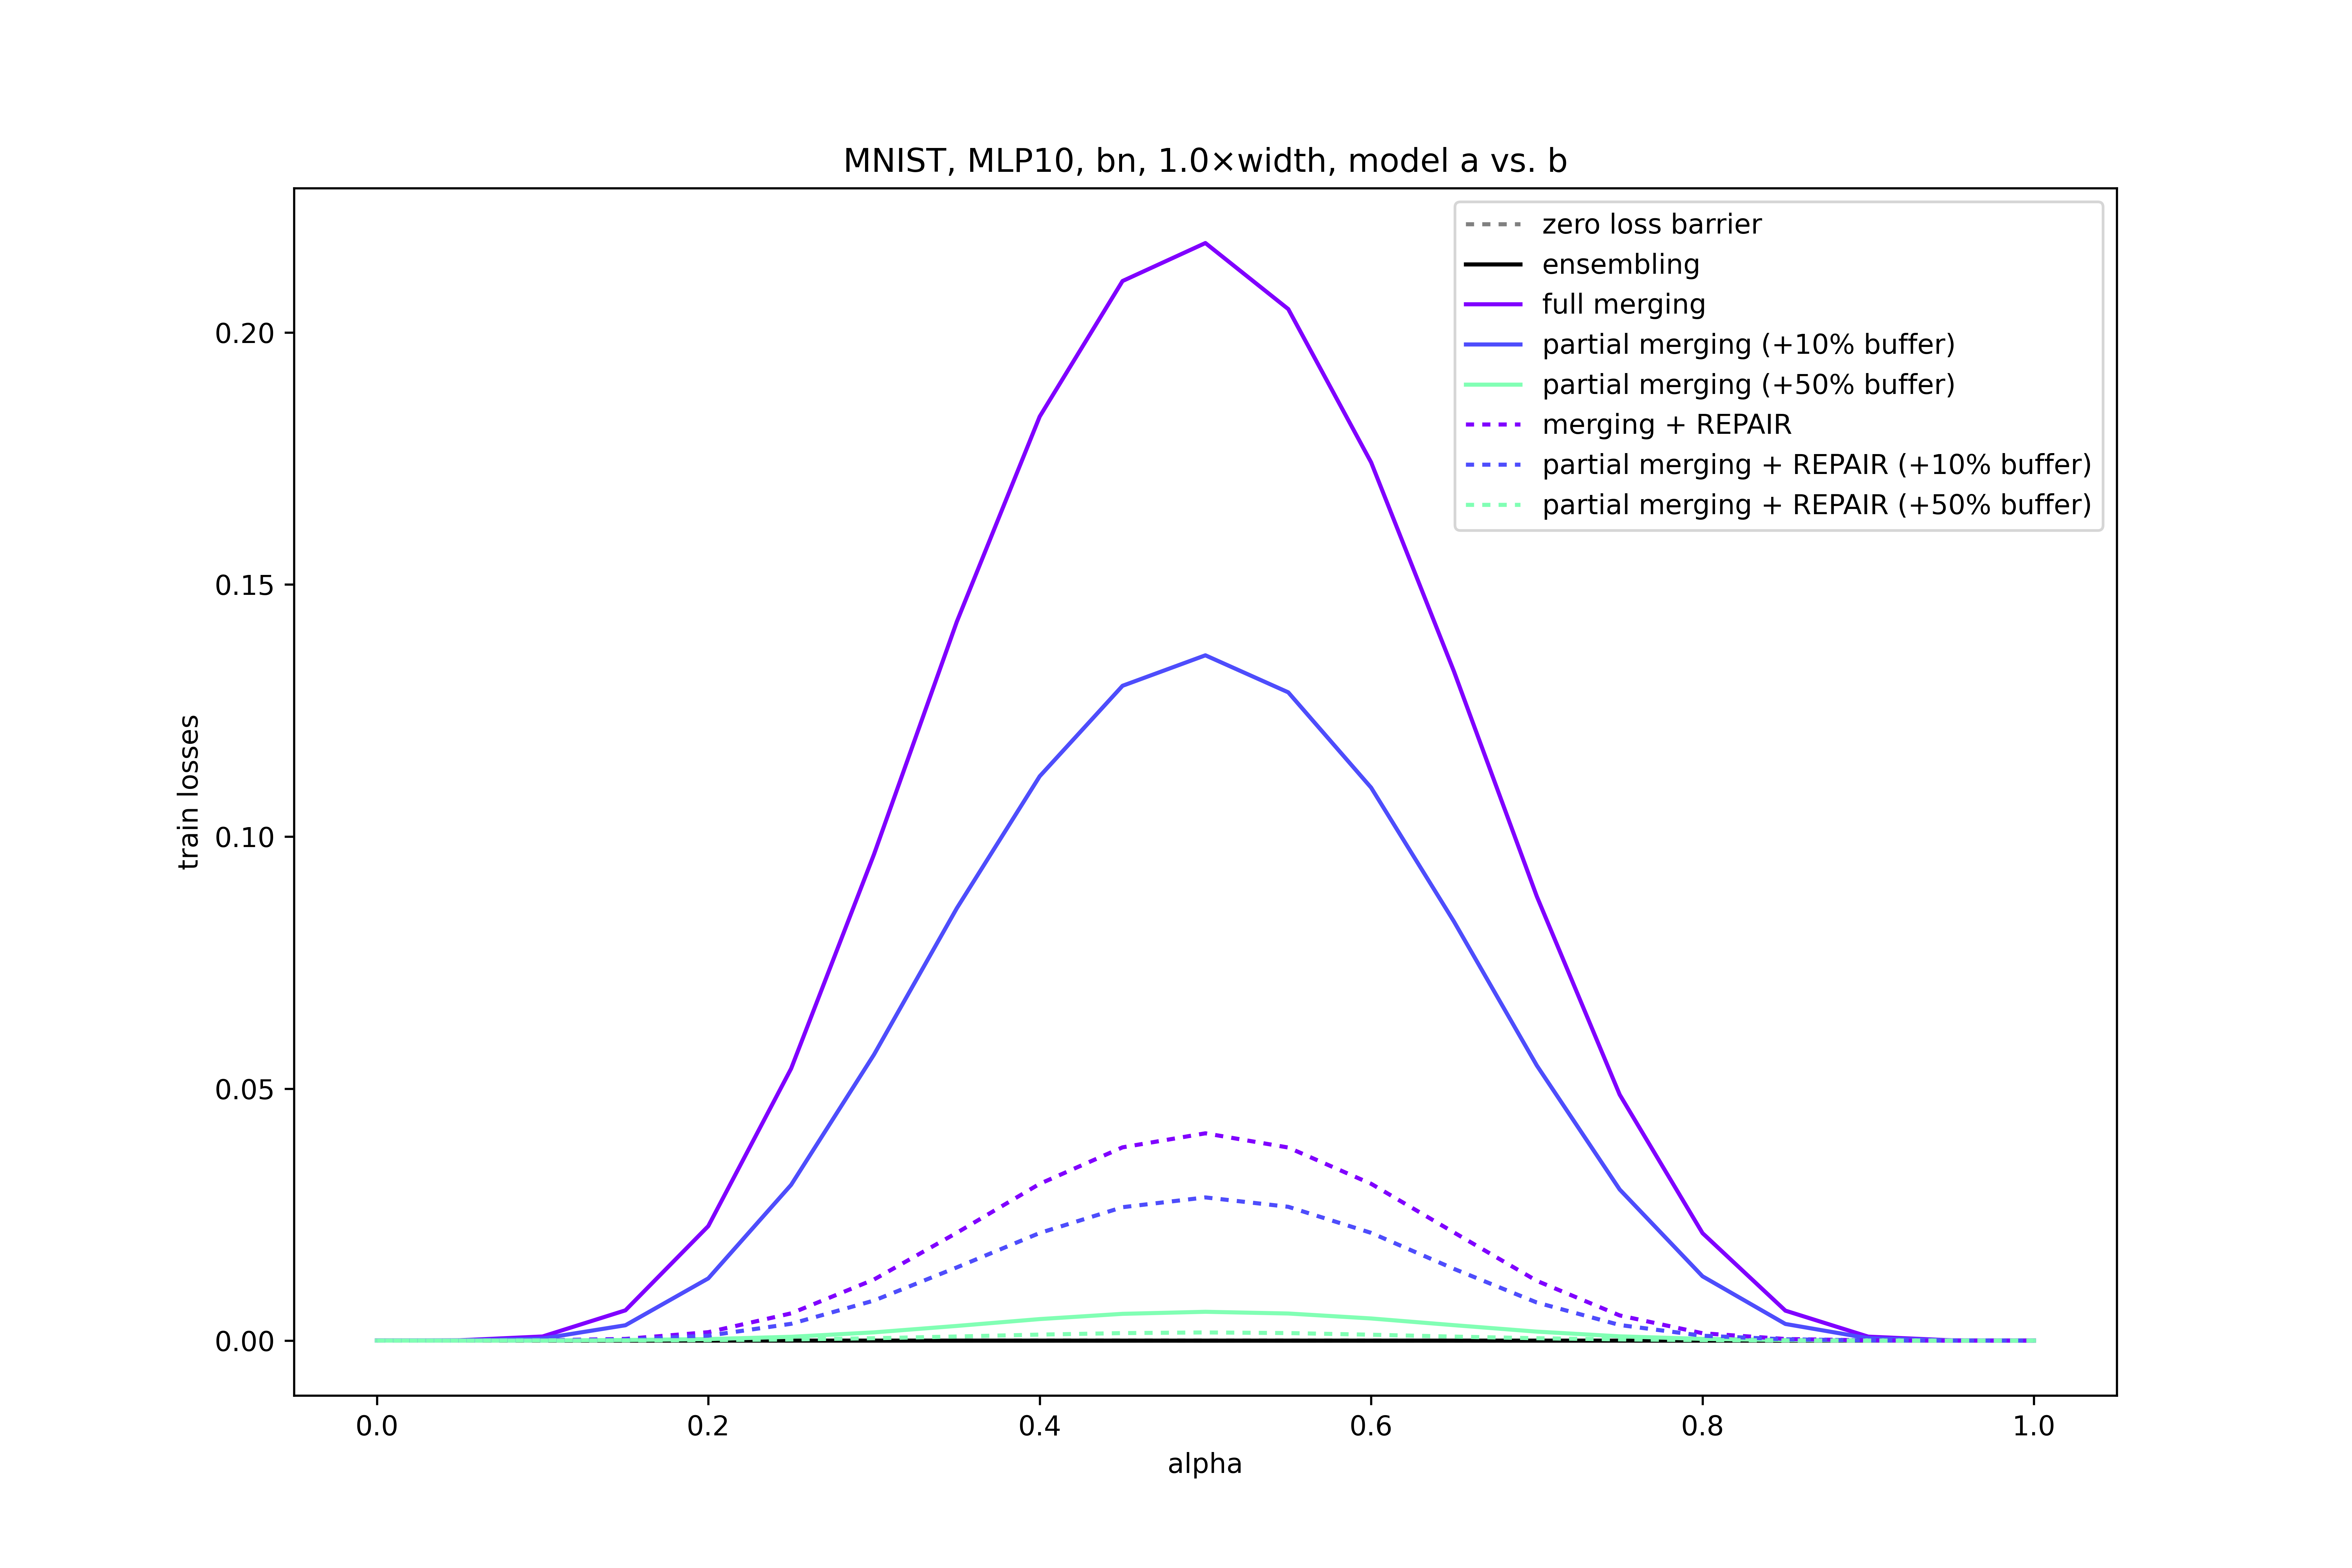 MNIST, MLP10, bn, 1.0×width, model a vs. b
zero loss barrier
ensembling
full merging
partial merging (+10% buffer)
partial merging (+50% buffer)
merging + REPAIR
partial merging + REPAIR (+10% buffer)
partial merging + REPAIR (+50% buffer)
train losses
0.20
0.15
0.10
0.05
0.00
0.0 0.2 0.4 0.6 0.8 1.0
alpha